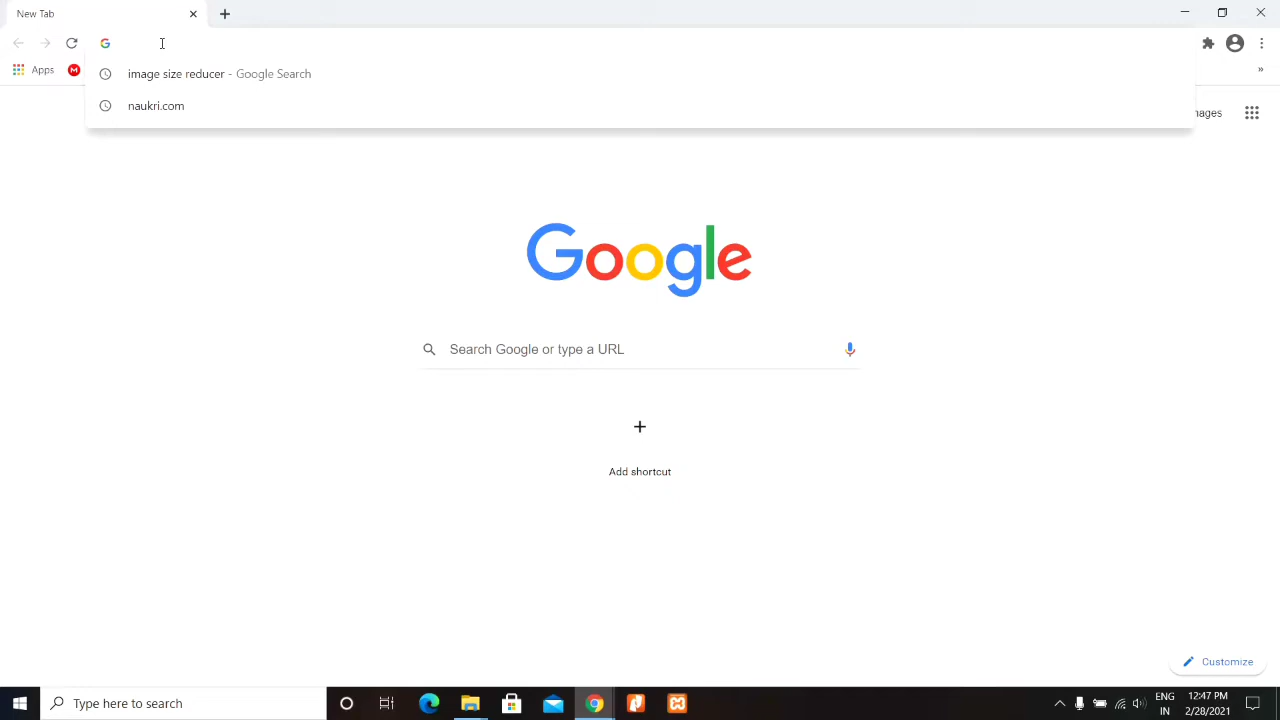 New Tab
image size reducer - Google Search
Apps
M
naukri.com
Google
Search Google or type a URL
Add shortcut
Customize
Type here to search
ENG
IN
12:47 PM
2/28/2021